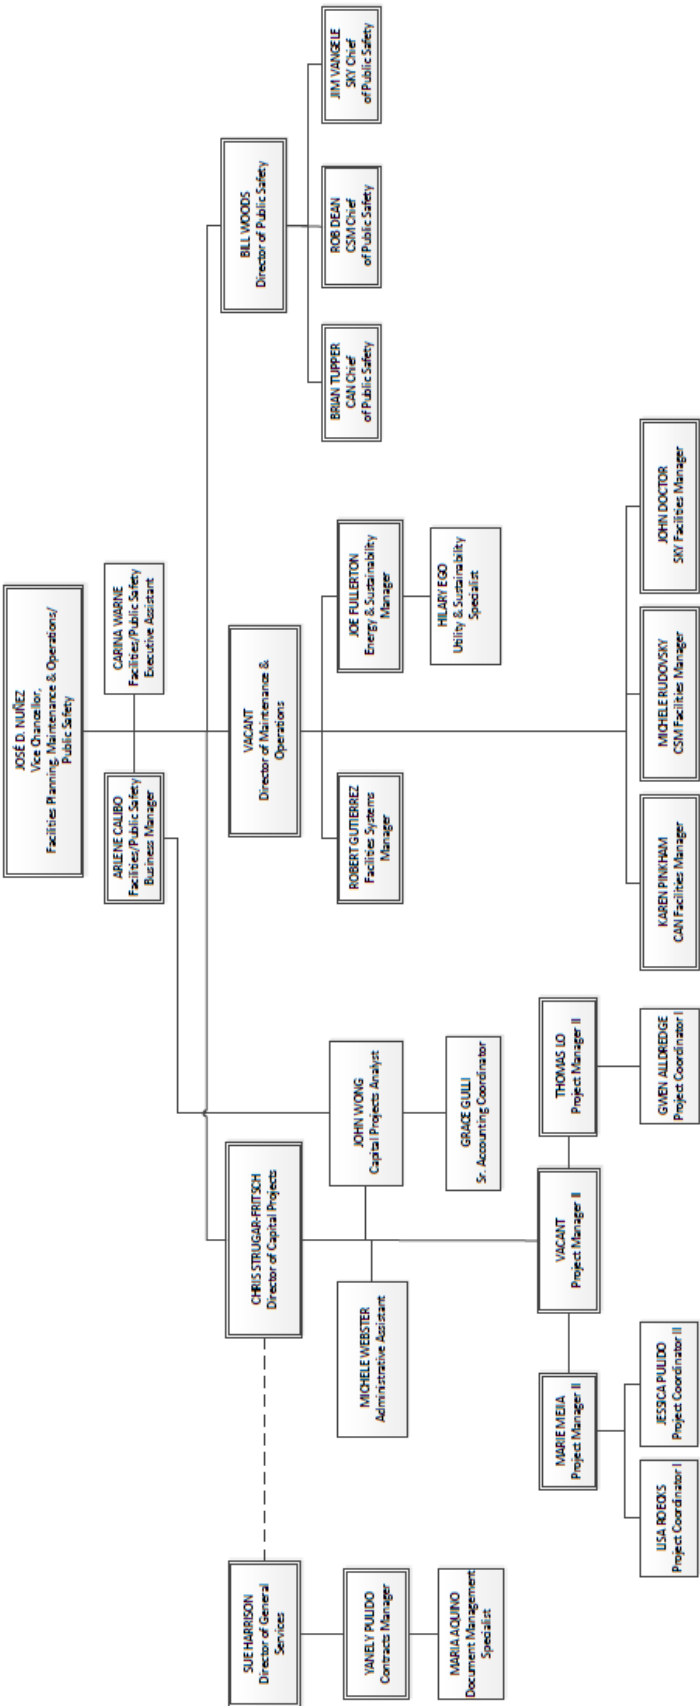 JOSÉ D. NUÑEZ
Vice Chancellor,
Facilities Planning, Maintenance & Operations/
Public Safety
ARLENE CALIBO
Facilities/Public Safety
Business Manager
CARINA WARNE
Facilities/Public Safety
Executive Assistant
SUE HARRISON
Director of General
Services
CHRIS STRUGAR-FRITSCH
Director of Capital Projects
VACANT
Director of Maintenance &
Operations
BILL WOODS
Director of Public Safety
YANELY PULIDO
Contracts Manager
MARIA AQUINO
Document Management
Specialist
MICHELE WEBSTER
Administrative Assistant
JOHN WONG
Capital Projects Analyst
GRACE GULLI
Sr. Accounting Coordinator
ROBERT GUTIERREZ
Facilities Systems
Manager
JOE FULLERTON
Energy & Sustainability
Manager
HILARY EGO
Utility & Sustainability
Specialist
BRIAN TUPPER
CAN Chief
of Public Safety
ROB DEAN
CSM Chief
of Public Safety
JIM VANGELE
SKY Chief
of Public Safety
MARIE MEJIA
Project Manager II
VACANT
Project Manager II
THOMAS LO
Project Manager II
LISA ROECKS
Project Coordinator I
JESSICA PULIDO
Project Coordinator II
GWEN ALLDREDGE
Project Coordinator I
KAREN PINKHAM
CAN Facilities Manager
MICHELE RUDOVSKY
CSM Facilities Manager
JOHN DOCTOR
SKY Facilities Manager